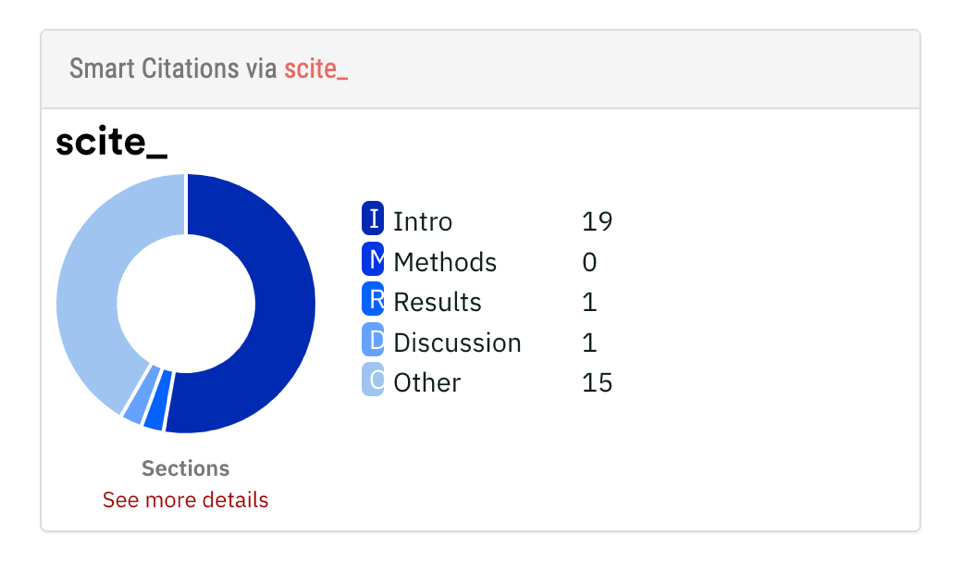 Smart Citations via scite_
scite_
I Intro 19
M Methods 0
R Results 1
D Discussion 1
O Other 15
Sections
See more details